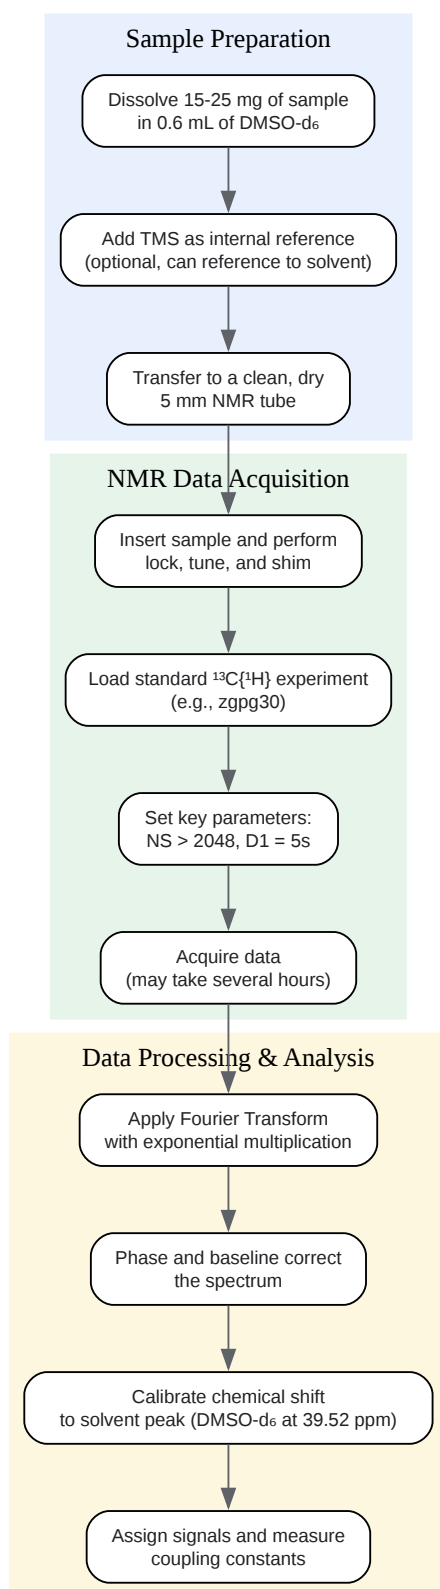 Sample Preparation
Dissolve 15-25 mg of sample
in 0.6 mL of DMSO-d₆
Add TMS as internal reference
(optional, can reference to solvent)
Transfer to a clean, dry
5 mm NMR tube
NMR Data Acquisition
Insert sample and perform
lock, tune, and shim
Load standard ¹³C{¹H} experiment
(e.g., zgpg30)
Set key parameters:
NS > 2048, D1 = 5s
Acquire data
(may take several hours)
Data Processing & Analysis
Apply Fourier Transform
with exponential multiplication
Phase and baseline correct
the spectrum
Calibrate chemical shift
to solvent peak (DMSO-d₆ at 39.52 ppm)
Assign signals and measure
coupling constants